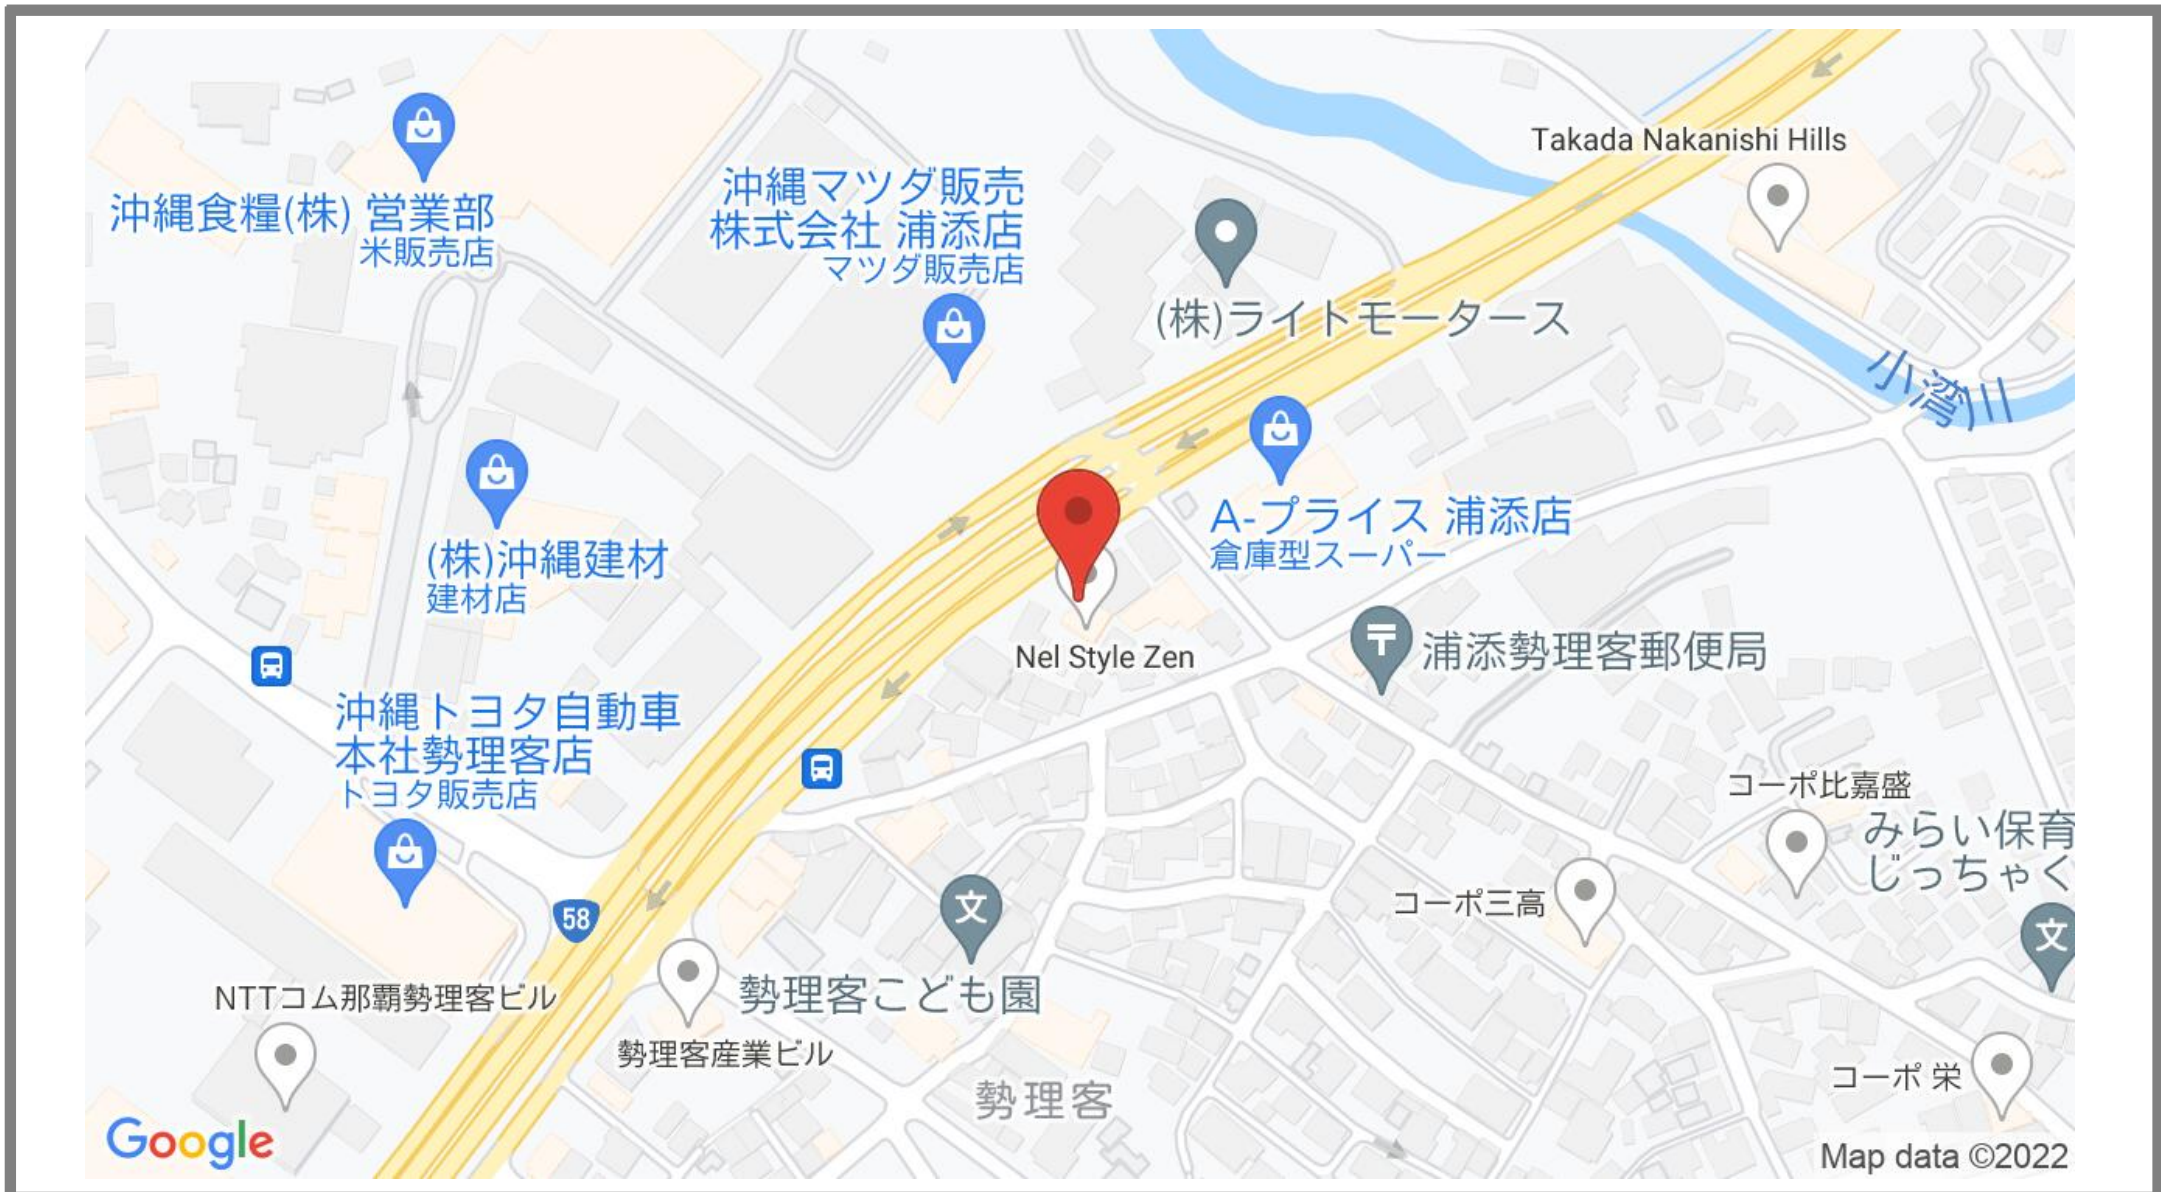 Takada Nakanishi Hills
沖縄食糧(株) 営業部
米販売店
沖縄マツダ販売
株式会社 浦添店
マツダ販売店
(株)ライトモータース
小湾川
A-プライス 浦添店
倉庫型スーパー
(株)沖縄建材
建材店
Nel Style Zen
〒
浦添勢理客郵便局
沖縄トヨタ自動車
本社勢理客店
トヨタ販売店
コーポ比嘉盛
みらい保育
じっちゃく
文
コーポ三高
58
文
勢理客こども園
NTTコム那覇勢理客ビル
勢理客産業ビル
勢理客
コーポ 栄
Google
Map data ©2022